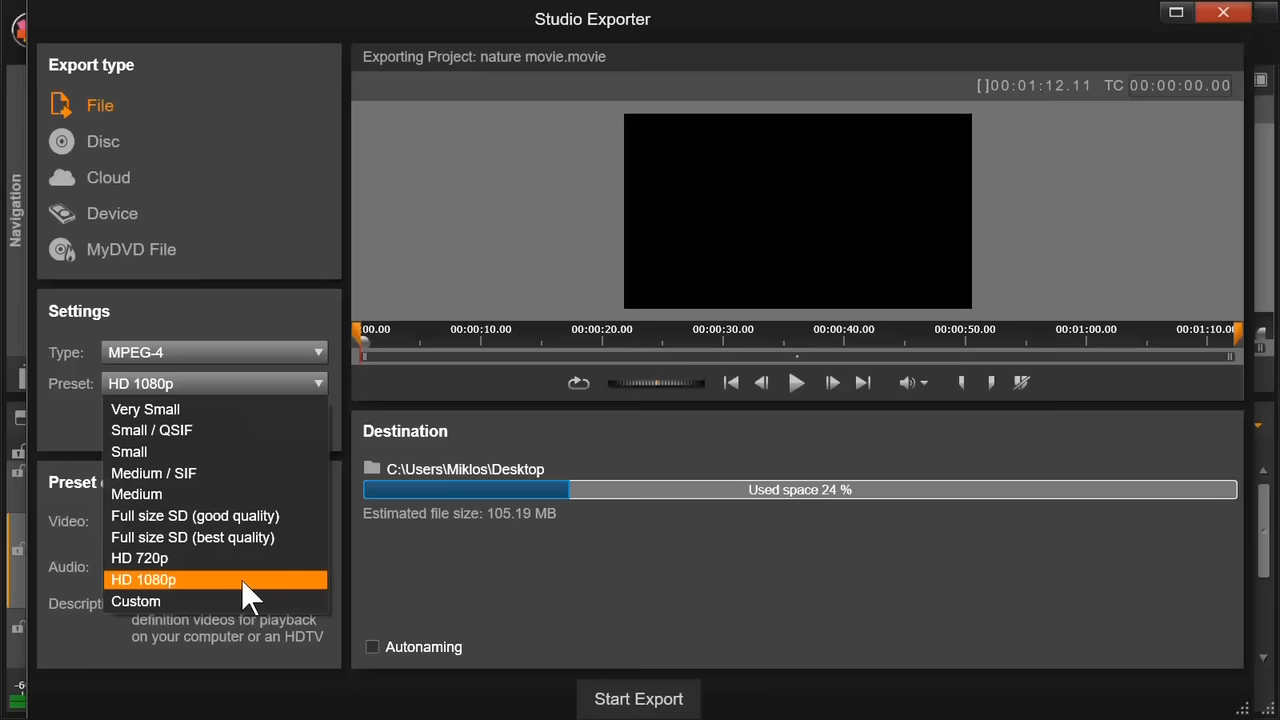 Studio Exporter
Navigation
Export type
File
Disc
Cloud
Device
MyDVD File
Settings
Type: MPEG-4
Preset: HD 1080p
Very Small
Small / QSIF
Small
Medium / SIF
Medium
Full size SD (good quality)
Full size SD (best quality)
HD 720p
HD 1080p
Custom
Preset
Video:
Audio:
Descript
definition videos for playback
on your computer or an HDTV
-6
Exporting Project: nature movie.movie
[]00:01:12.11 TC 00:00:00.00
:00.00 00:00:10.00 00:00:20.00 00:00:30.00 00:00:40.00 00:00:50.00 00:01:00.00 00:01:10.0
Destination
C:\Users\Miklos\Desktop
Used space 24 %
Estimated file size: 105.19 MB
Autonaming
Start Export